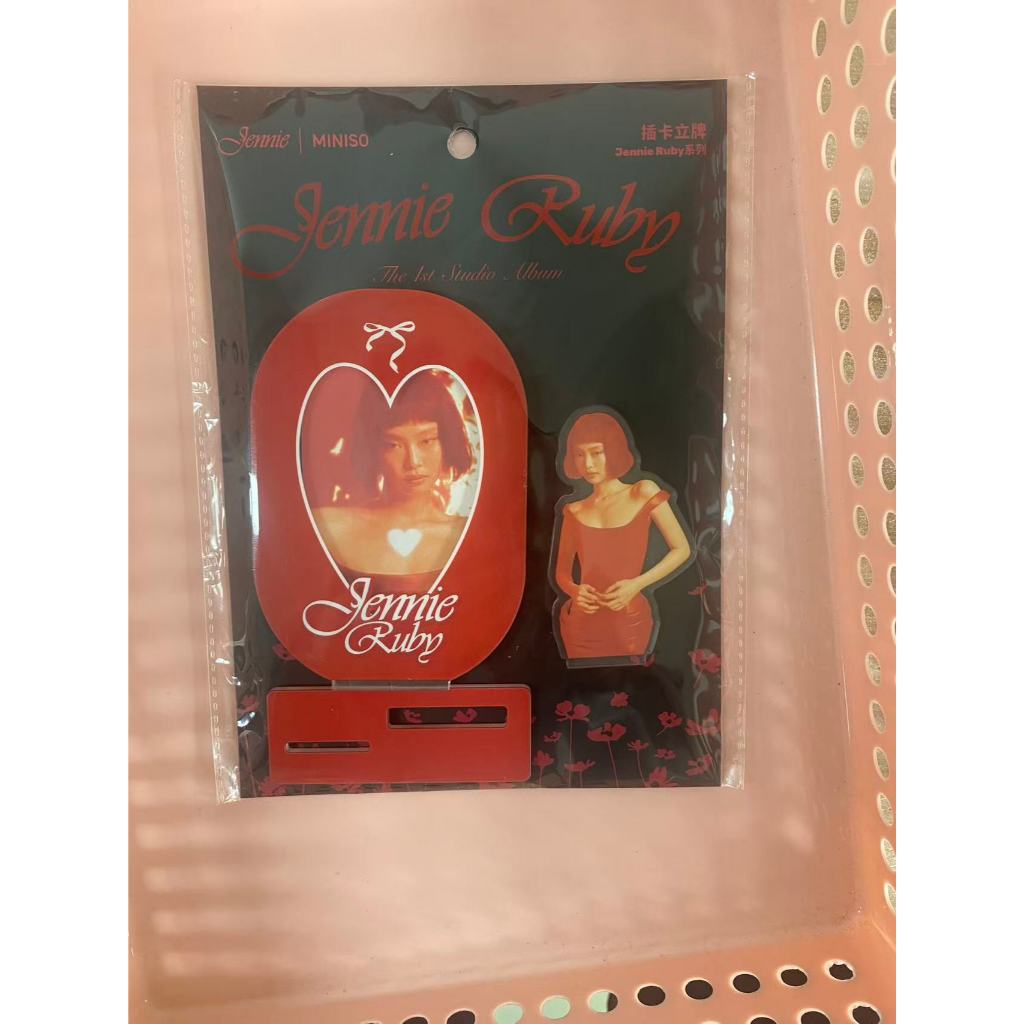 Jennie | MINISO
插卡立牌
Jennie Ruby系列
Jennie Ruby
The 1st Studio Album
Jennie
Ruby